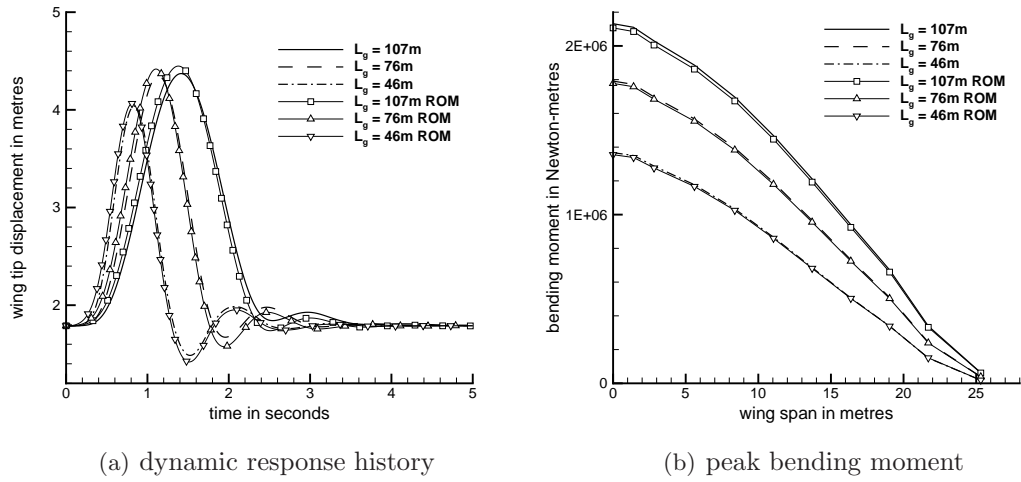 wing tip displacement in metres
5
4
3
2
0
1
2
3
4
5
time in seconds
L_g = 107m
L_g = 76m
L_g = 46m
L_g = 107m ROM
L_g = 76m ROM
L_g = 46m ROM
(a) dynamic response history
bending moment in Newton-metres
2E+06
1E+06
0
0
5
10
15
20
25
wing span in metres
L_g = 107m
L_g = 76m
L_g = 46m
L_g = 107m ROM
L_g = 76m ROM
L_g = 46m ROM
(b) peak bending moment